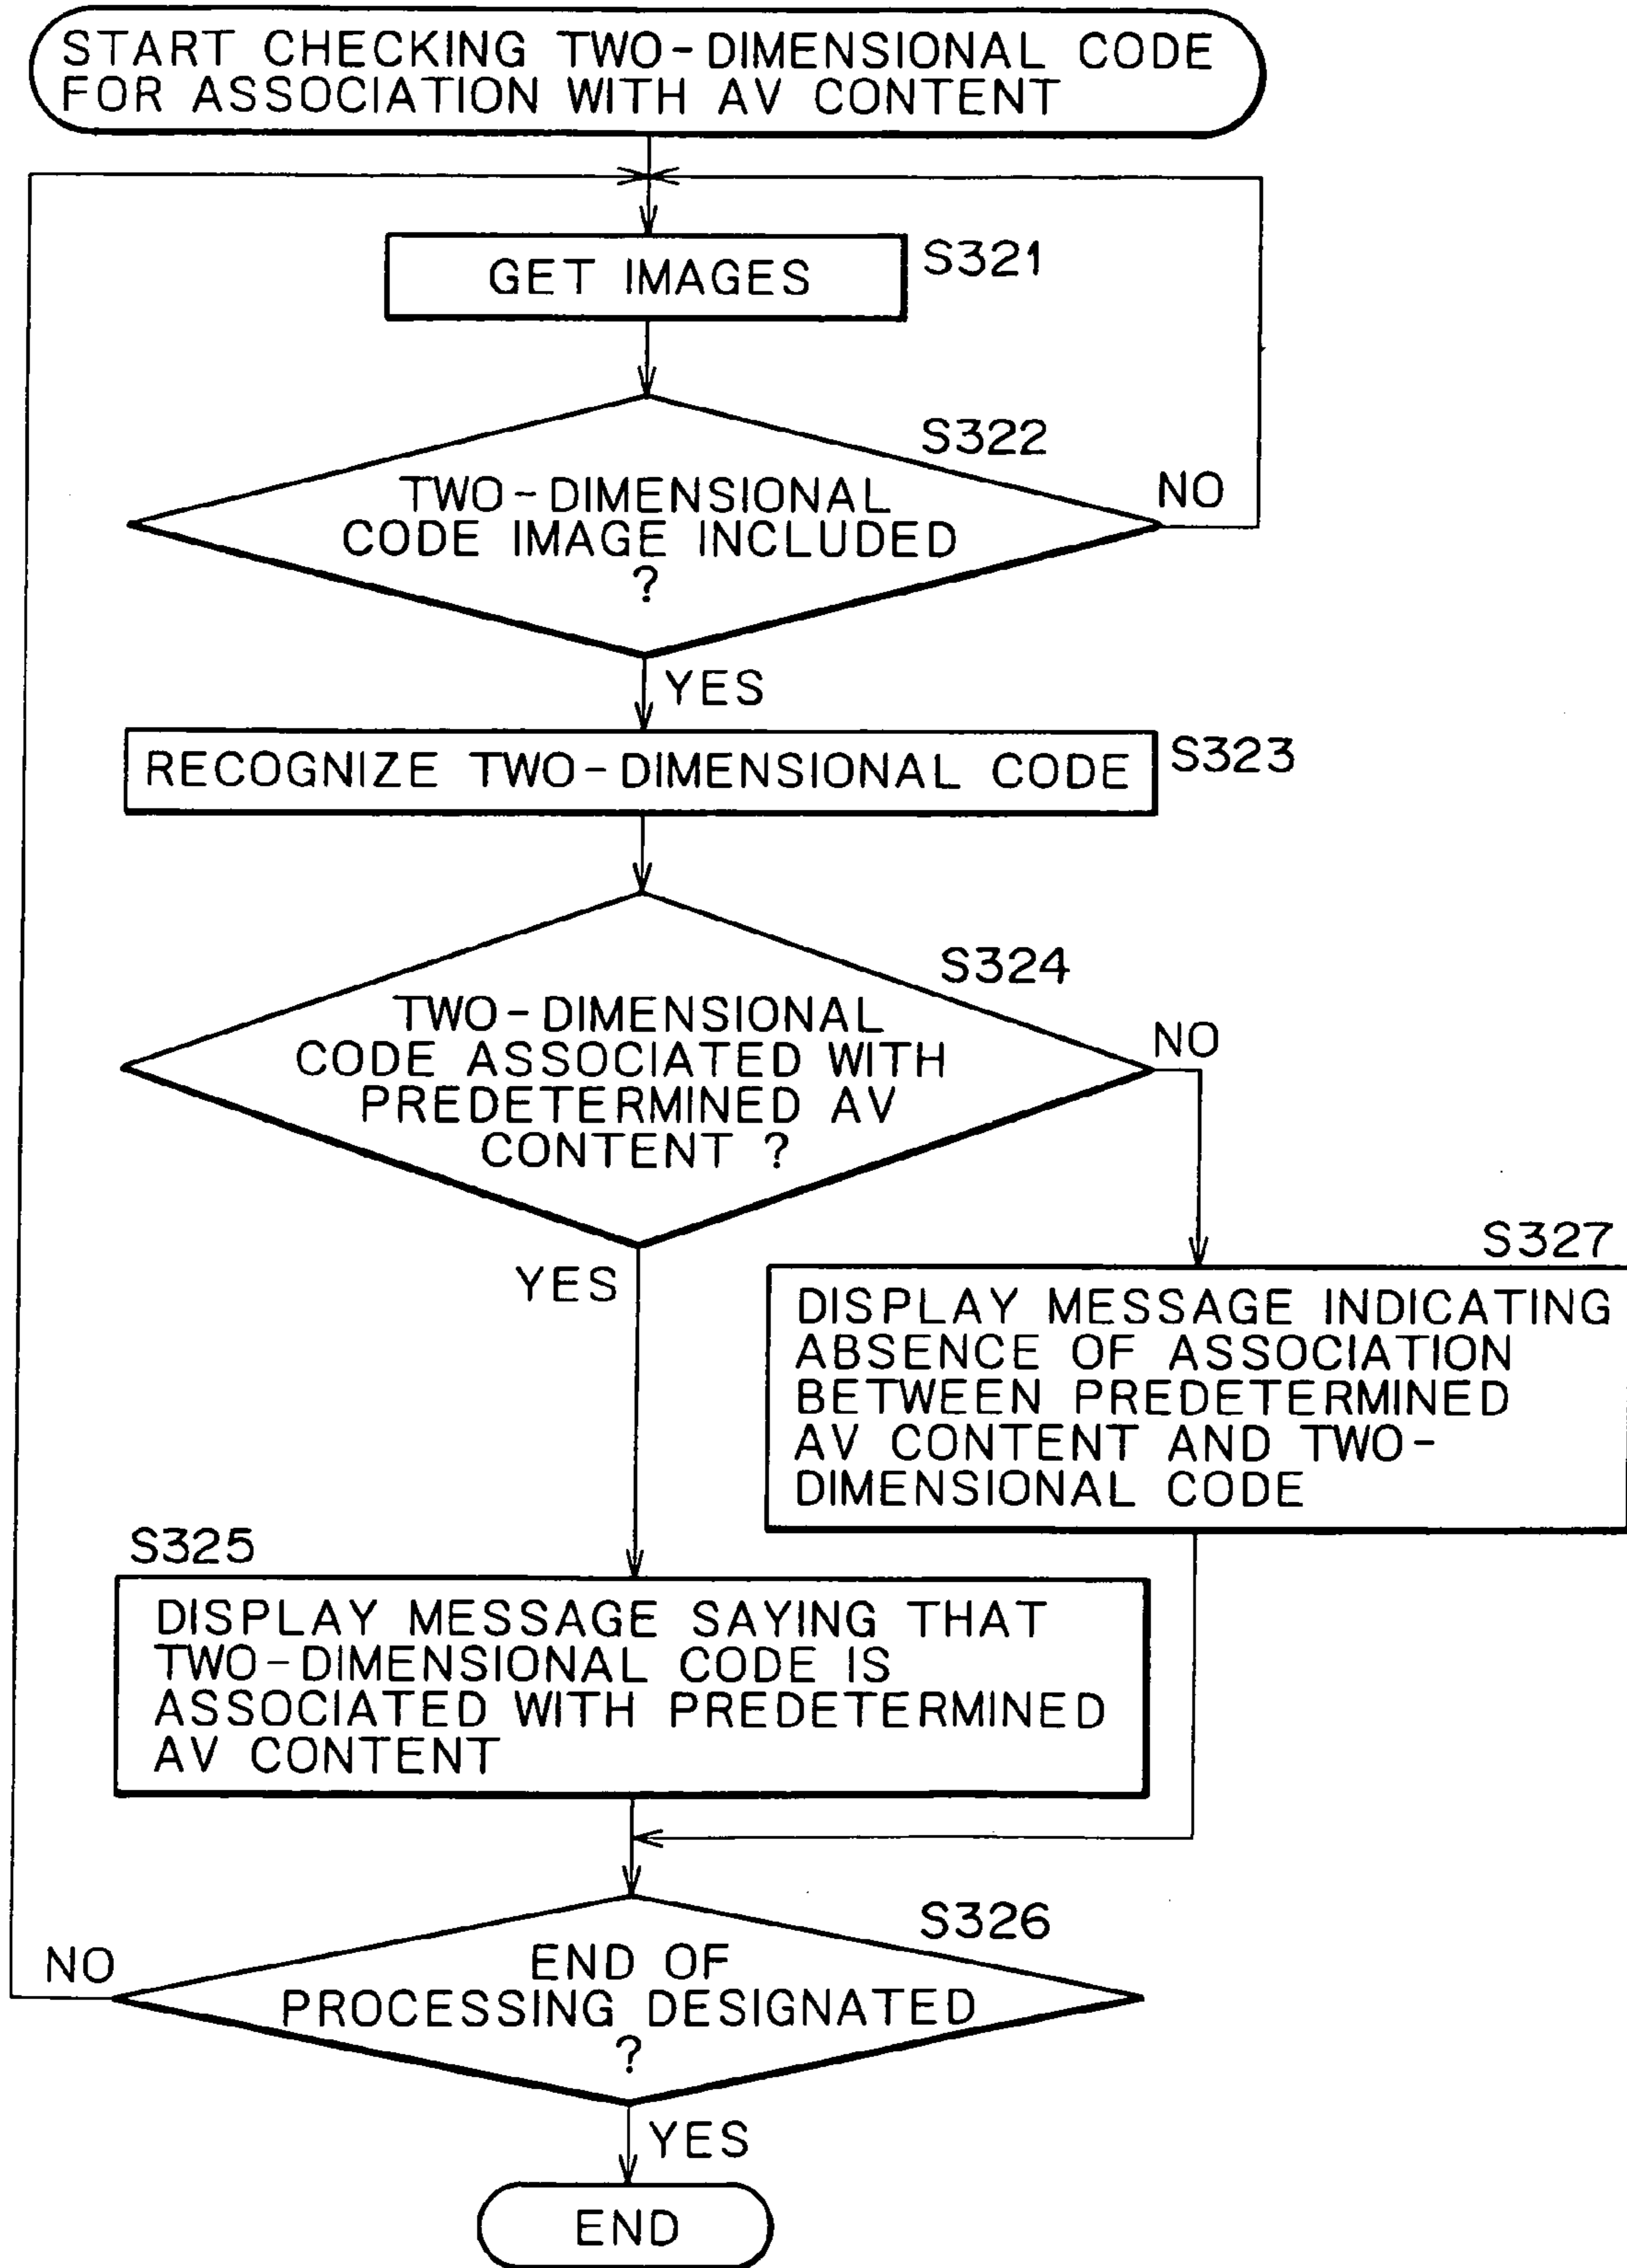 START CHECKING TWO-DIMENSIONAL CODE
FOR ASSOCIATION WITH AV CONTENT
GET IMAGES
S321
S322
TWO-DIMENSIONAL
CODE IMAGE INCLUDED
?
NO
YES
RECOGNIZE TWO-DIMENSIONAL CODE
S323
S324
TWO-DIMENSIONAL
CODE ASSOCIATED WITH
PREDETERMINED AV
CONTENT ?
NO
YES
S327
DISPLAY MESSAGE INDICATING
ABSENCE OF ASSOCIATION
BETWEEN PREDETERMINED
AV CONTENT AND TWO-
DIMENSIONAL CODE
S325
DISPLAY MESSAGE SAYING THAT
TWO-DIMENSIONAL CODE IS
ASSOCIATED WITH PREDETERMINED
AV CONTENT
S326
NO
END OF
PROCESSING DESIGNATED
?
YES
END